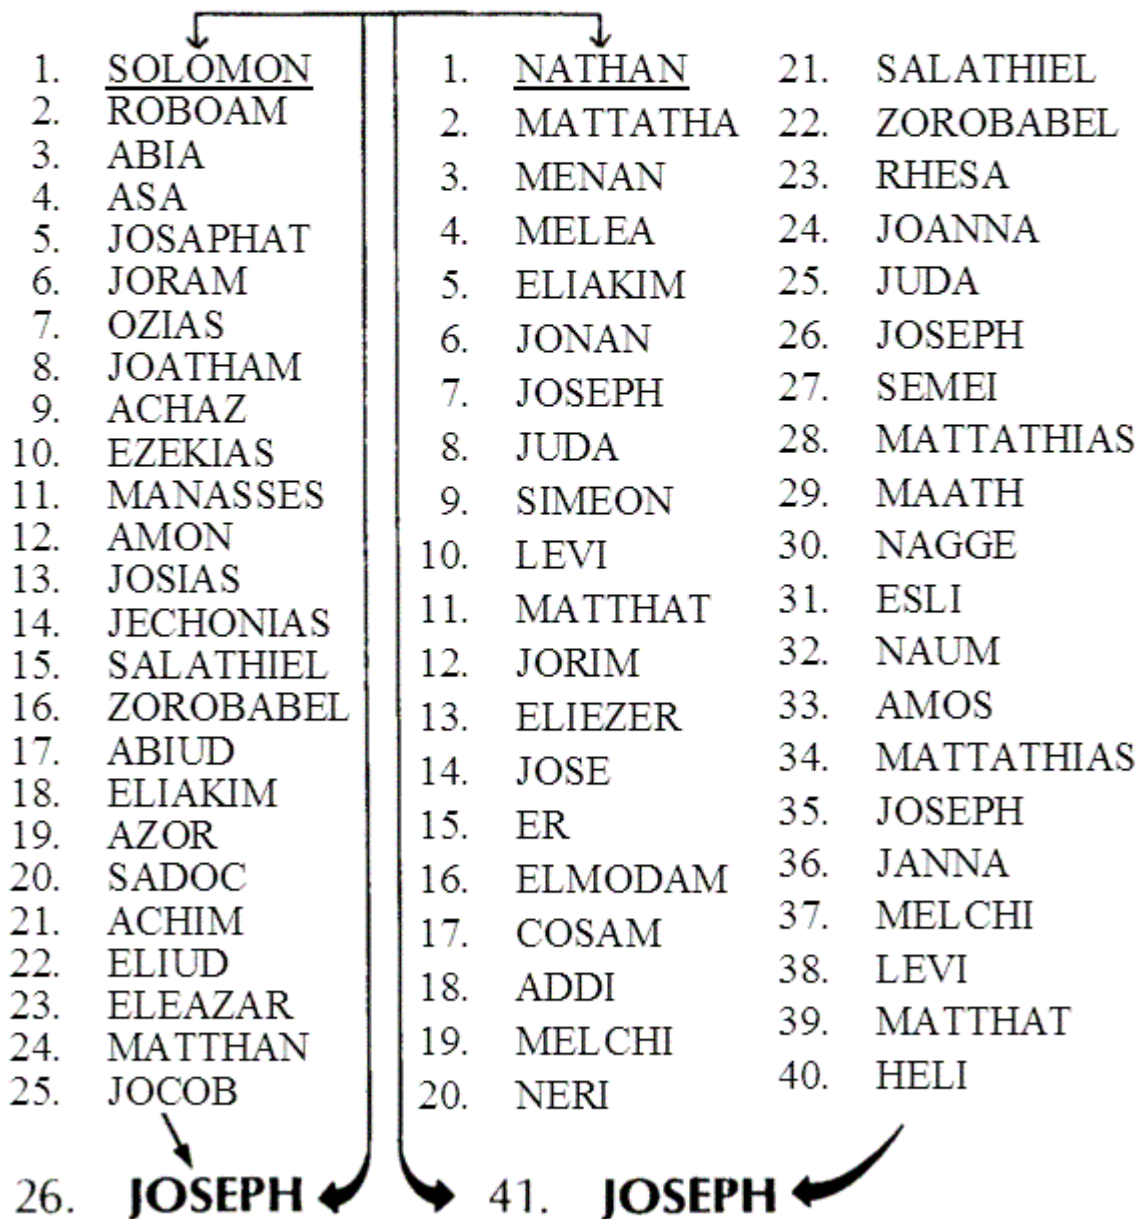 1. SOLOMON
2. ROBOAM
3. ABIA
4. ASA
5. JOSAPHAT
6. JORAM
7. OZIAS
8. JOATHAM
9. ACHAZ
10. EZEKIAS
11. MANASSES
12. AMON
13. JOSIAS
14. JECHONIAS
15. SALATHIEL
16. ZOROBABEL
17. ABIUD
18. ELIAKIM
19. AZOR
20. SADOC
21. ACHIM
22. ELIUD
23. ELEAZAR
24. MATTHAN
25. JOCOB
26. JOSEPH
1. NATHAN
2. MATTATHA
3. MENAN
4. MELEA
5. ELIAKIM
6. JONAN
7. JOSEPH
8. JUDA
9. SIMEON
10. LEVI
11. MATTHAT
12. JORIM
13. ELIEZER
14. JOSE
15. ER
16. ELMODAM
17. COSAM
18. ADDI
19. MELCHI
20. NERI
21. SALATHIEL
22. ZOROBABEL
23. RHESA
24. JOANNA
25. JUDA
26. JOSEPH
27. SEMEI
28. MATTATHIAS
29. MAATH
30. NAGGE
31. ESLI
32. NAUM
33. AMOS
34. MATTATHIAS
35. JOSEPH
36. JANNA
37. MELCHI
38. LEVI
39. MATTHAT
40. HELI
41. JOSEPH